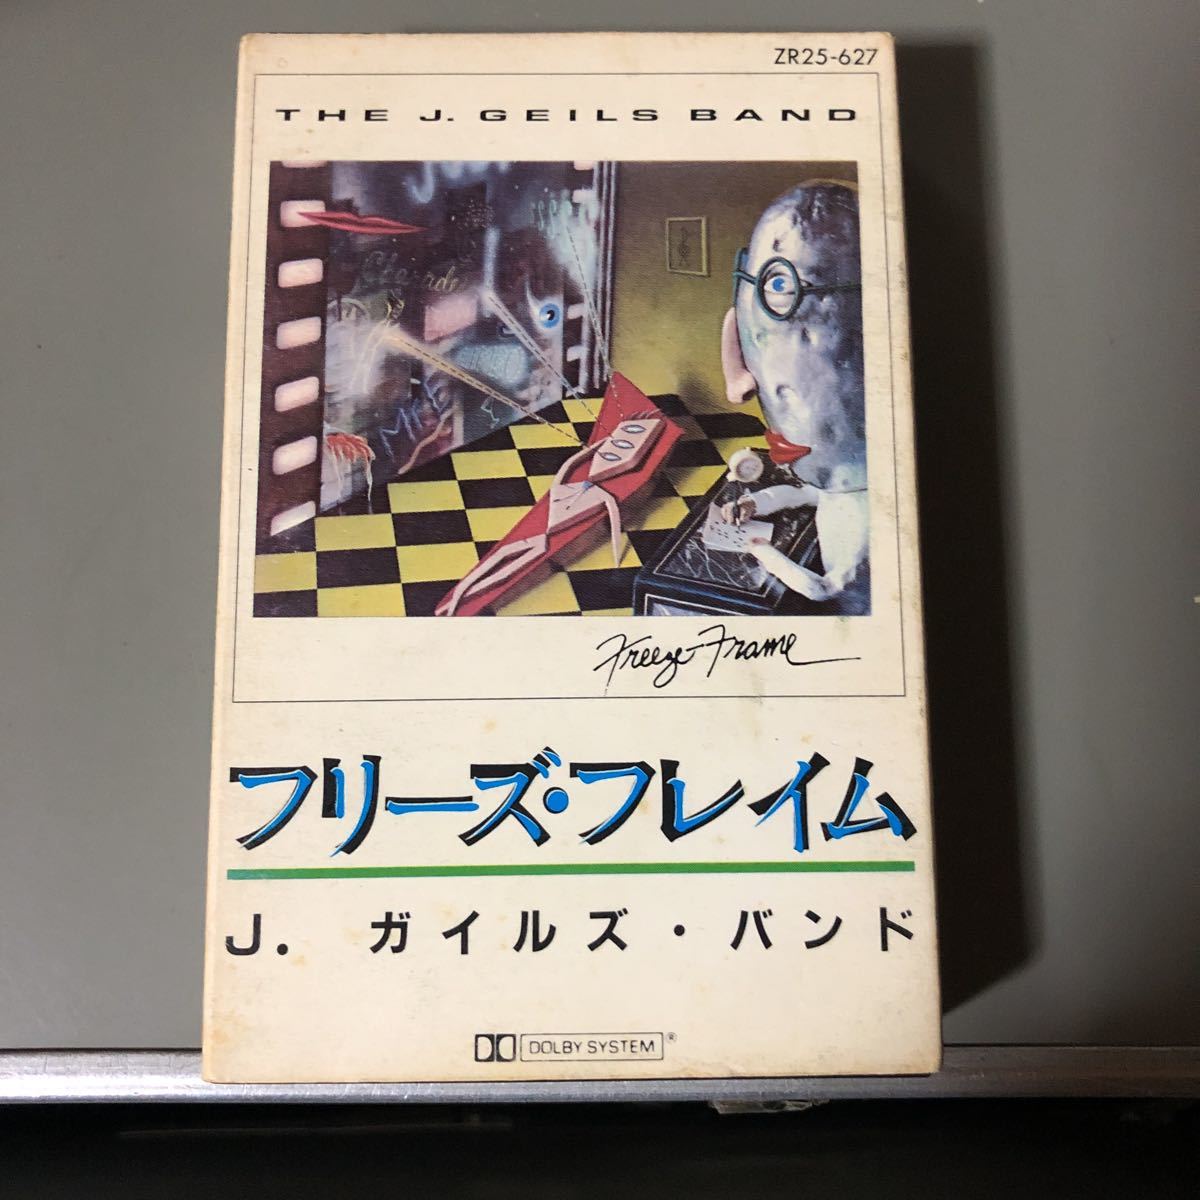 ZR25-627
THE J. GEILS BAND
MKE
Freeze-Frame
フリーズ・フレイム
J. ガイルズ・バンド
DOLBY SYSTEM ®